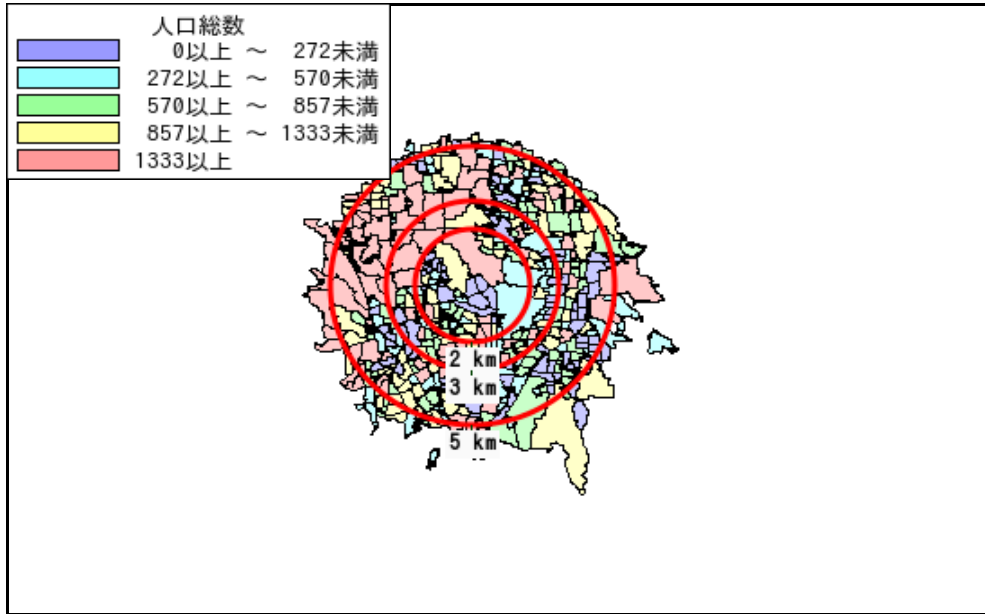 人口総数
0以上 ～ 272未満
272以上 ～ 570未満
570以上 ～ 857未満
857以上 ～ 1333未満
1333以上
2 km
3 km
5 km